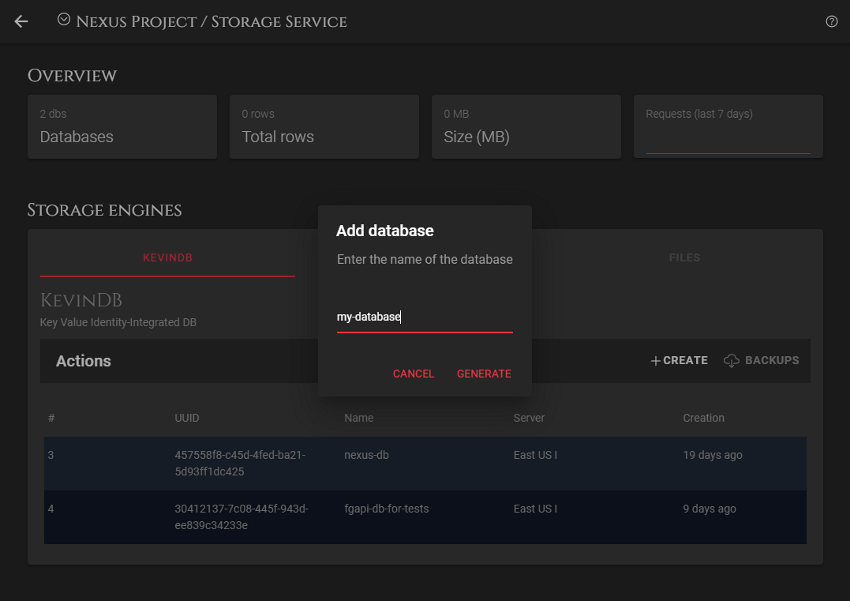 Nexus Project / Storage Service
Overview
2 dbs
Databases
0 rows
Total rows
0 MB
Size (MB)
Requests (last 7 days)
Storage engines
KEVINDB
FILES
KevinDB
Key Value Identity-Integrated DB
Actions
+CREATE
BACKUPS
Add database
Enter the name of the database
my-database
CANCEL
GENERATE
# UUID Name Server Creation
3 457558f8-c45d-4fed-ba21- nexus-db East US I 19 days ago
5d93ff1dc425
4 30412137-7c08-445f-943d- fgapi-db-for-tests East US I 9 days ago
ee839c34233e